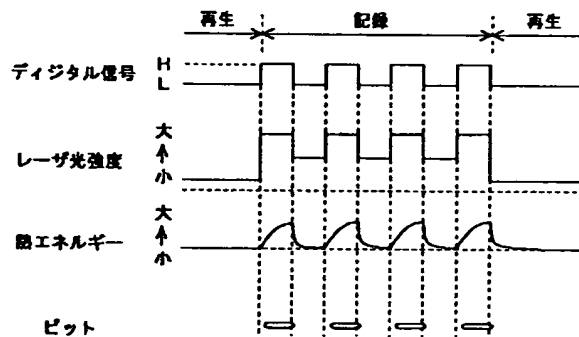 再生 記録 再生
ディジタル信号 H
L
レーザ光強度 大
↑
小
熱エネルギー 大
↑
小
ピット